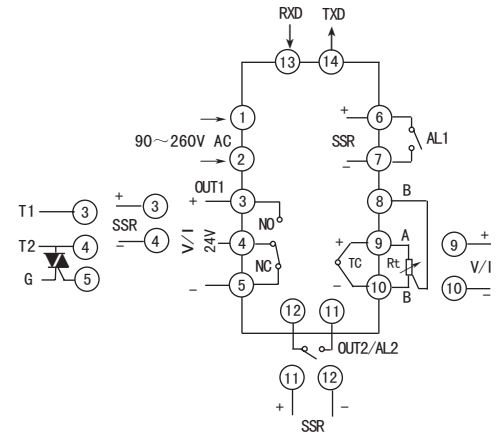 RXD TXD
13 14
1 + 6
90～260V AC SSR AL1
2 - 7
OUT1
T1 3 + 3 + 3 NO 8 B
SSR
T2 4 - 4 V/I 24V 4 NC + 9 A 9 +
TC Rt V/I
G 5 - 5 - 10 B 10 -
12 11
OUT2/AL2
11 12
+ SSR -